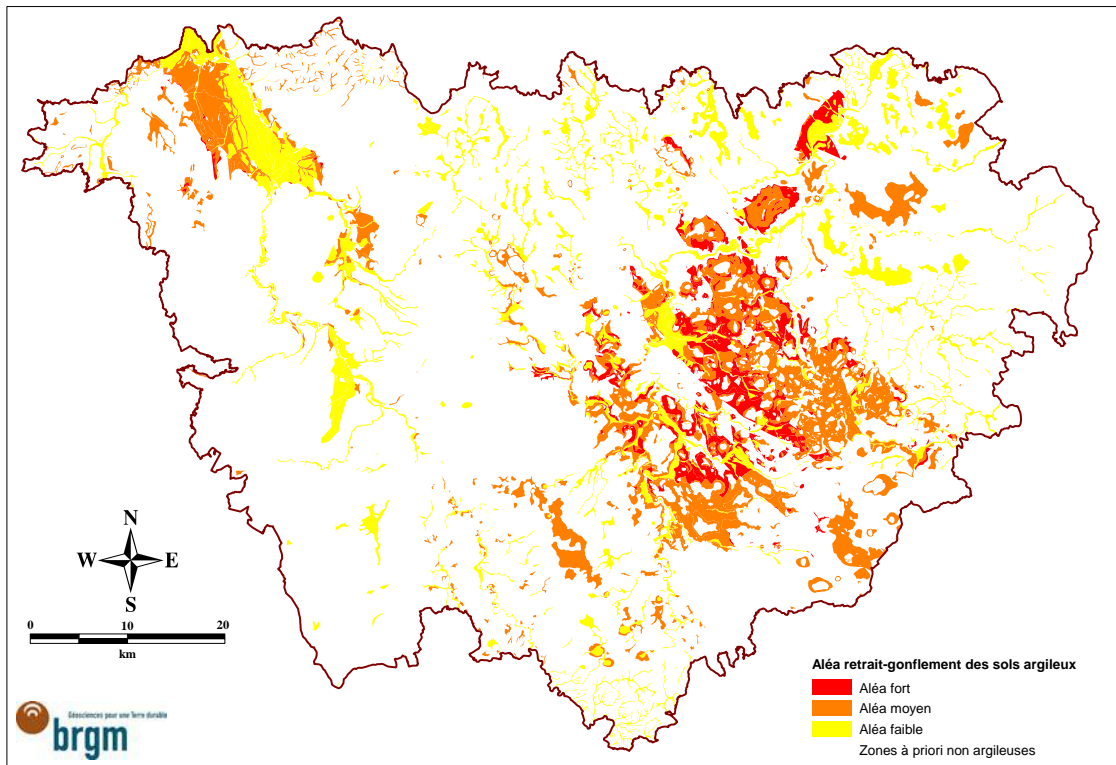 N
W E
S
0 10 20
km
Géosciences pour une Terre durable
brgm
Aléa retrait-gonflement des sols argileux
Aléa fort
Aléa moyen
Aléa faible
Zones à priori non argileuses